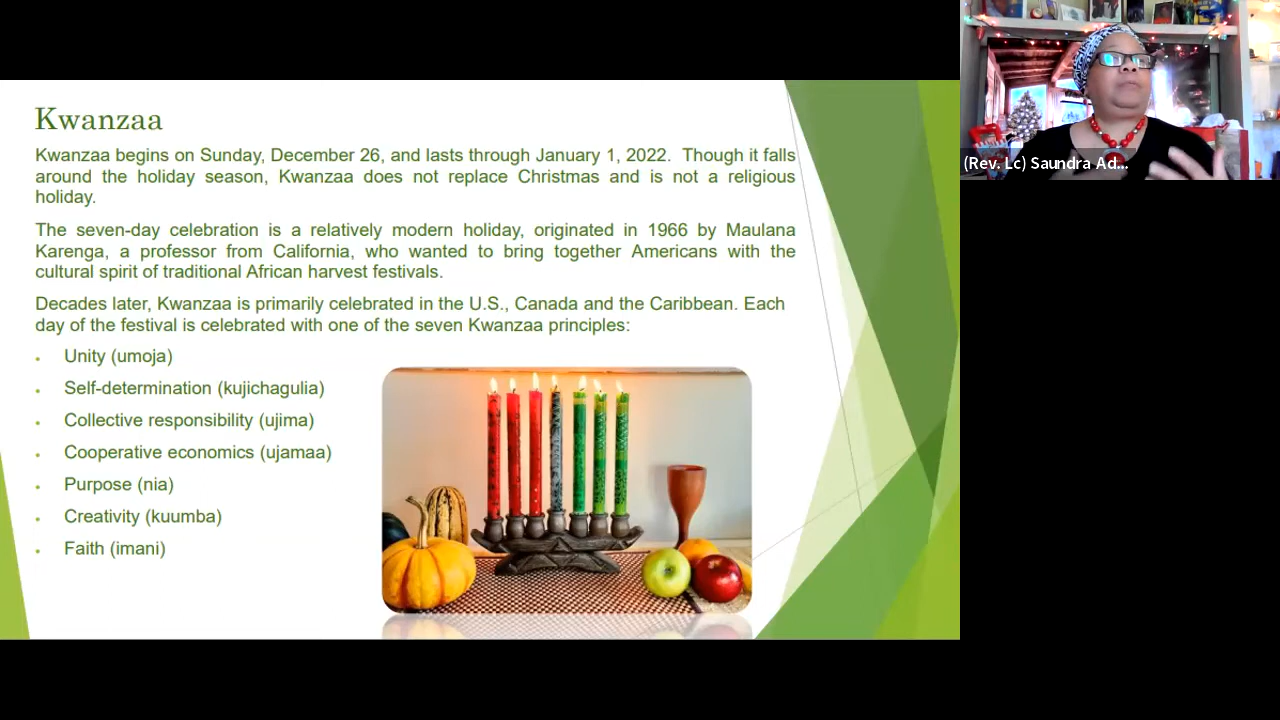 Kwanzaa
Kwanzaa begins on Sunday, December 26, and lasts through January 1, 2022. Though it falls
around the holiday season, Kwanzaa does not replace Christmas and is not a religious
holiday.
The seven-day celebration is a relatively modern holiday, originated in 1966 by Maulana
Karenga, a professor from California, who wanted to bring together Americans with the
cultural spirit of traditional African harvest festivals.
Decades later, Kwanzaa is primarily celebrated in the U.S., Canada and the Caribbean. Each
day of the festival is celebrated with one of the seven Kwanzaa principles:
• Unity (umoja)
• Self-determination (kujichagulia)
• Collective responsibility (ujima)
• Cooperative economics (ujamaa)
• Purpose (nia)
• Creativity (kuumba)
• Faith (imani)
(Rev. Lc) Saundra Ad...